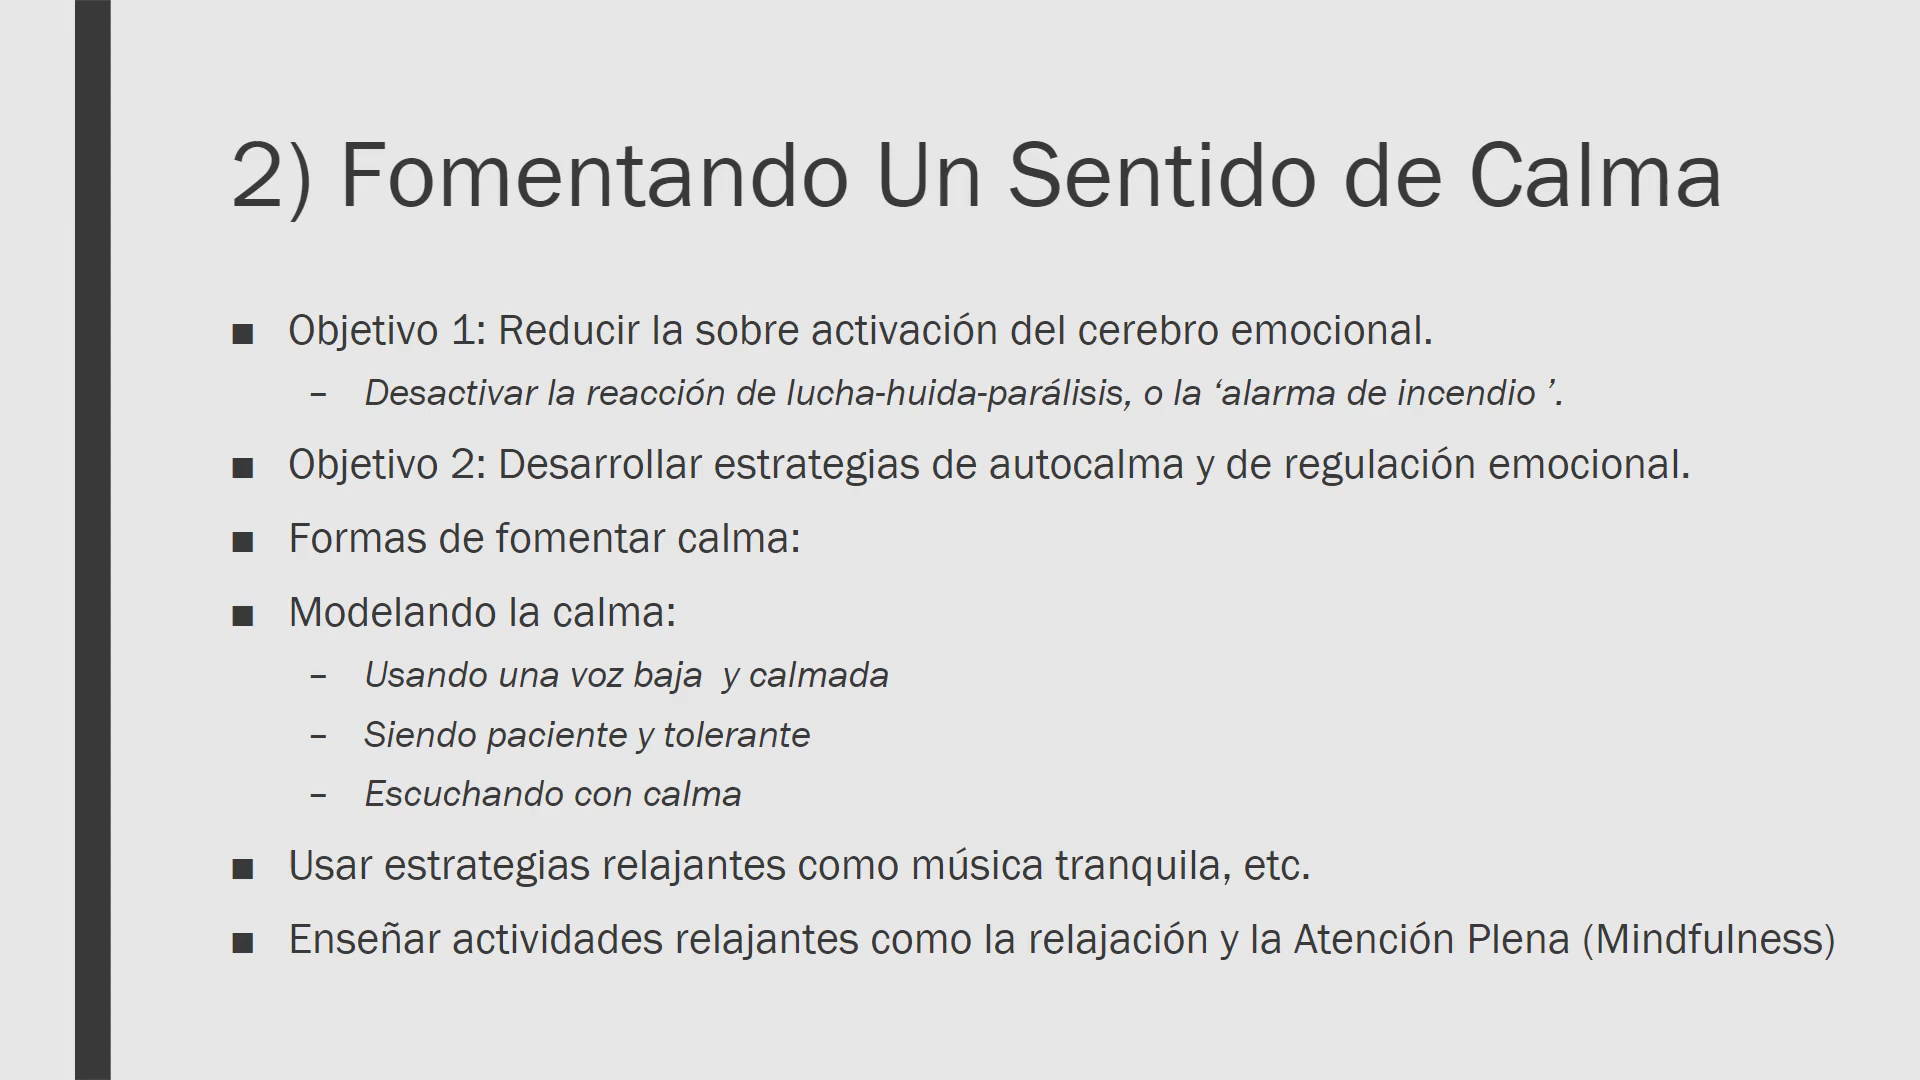 2) Fomentando Un Sentido de Calma
■ Objetivo 1: Reducir la sobre activación del cerebro emocional.
– Desactivar la reacción de lucha-huida-parálisis, o la ‘alarma de incendio ’.
■ Objetivo 2: Desarrollar estrategias de autocalma y de regulación emocional.
■ Formas de fomentar calma:
■ Modelando la calma:
– Usando una voz baja  y calmada
– Siendo paciente y tolerante
– Escuchando con calma
■ Usar estrategias relajantes como música tranquila, etc.
■ Enseñar actividades relajantes como la relajación y la Atención Plena (Mindfulness)